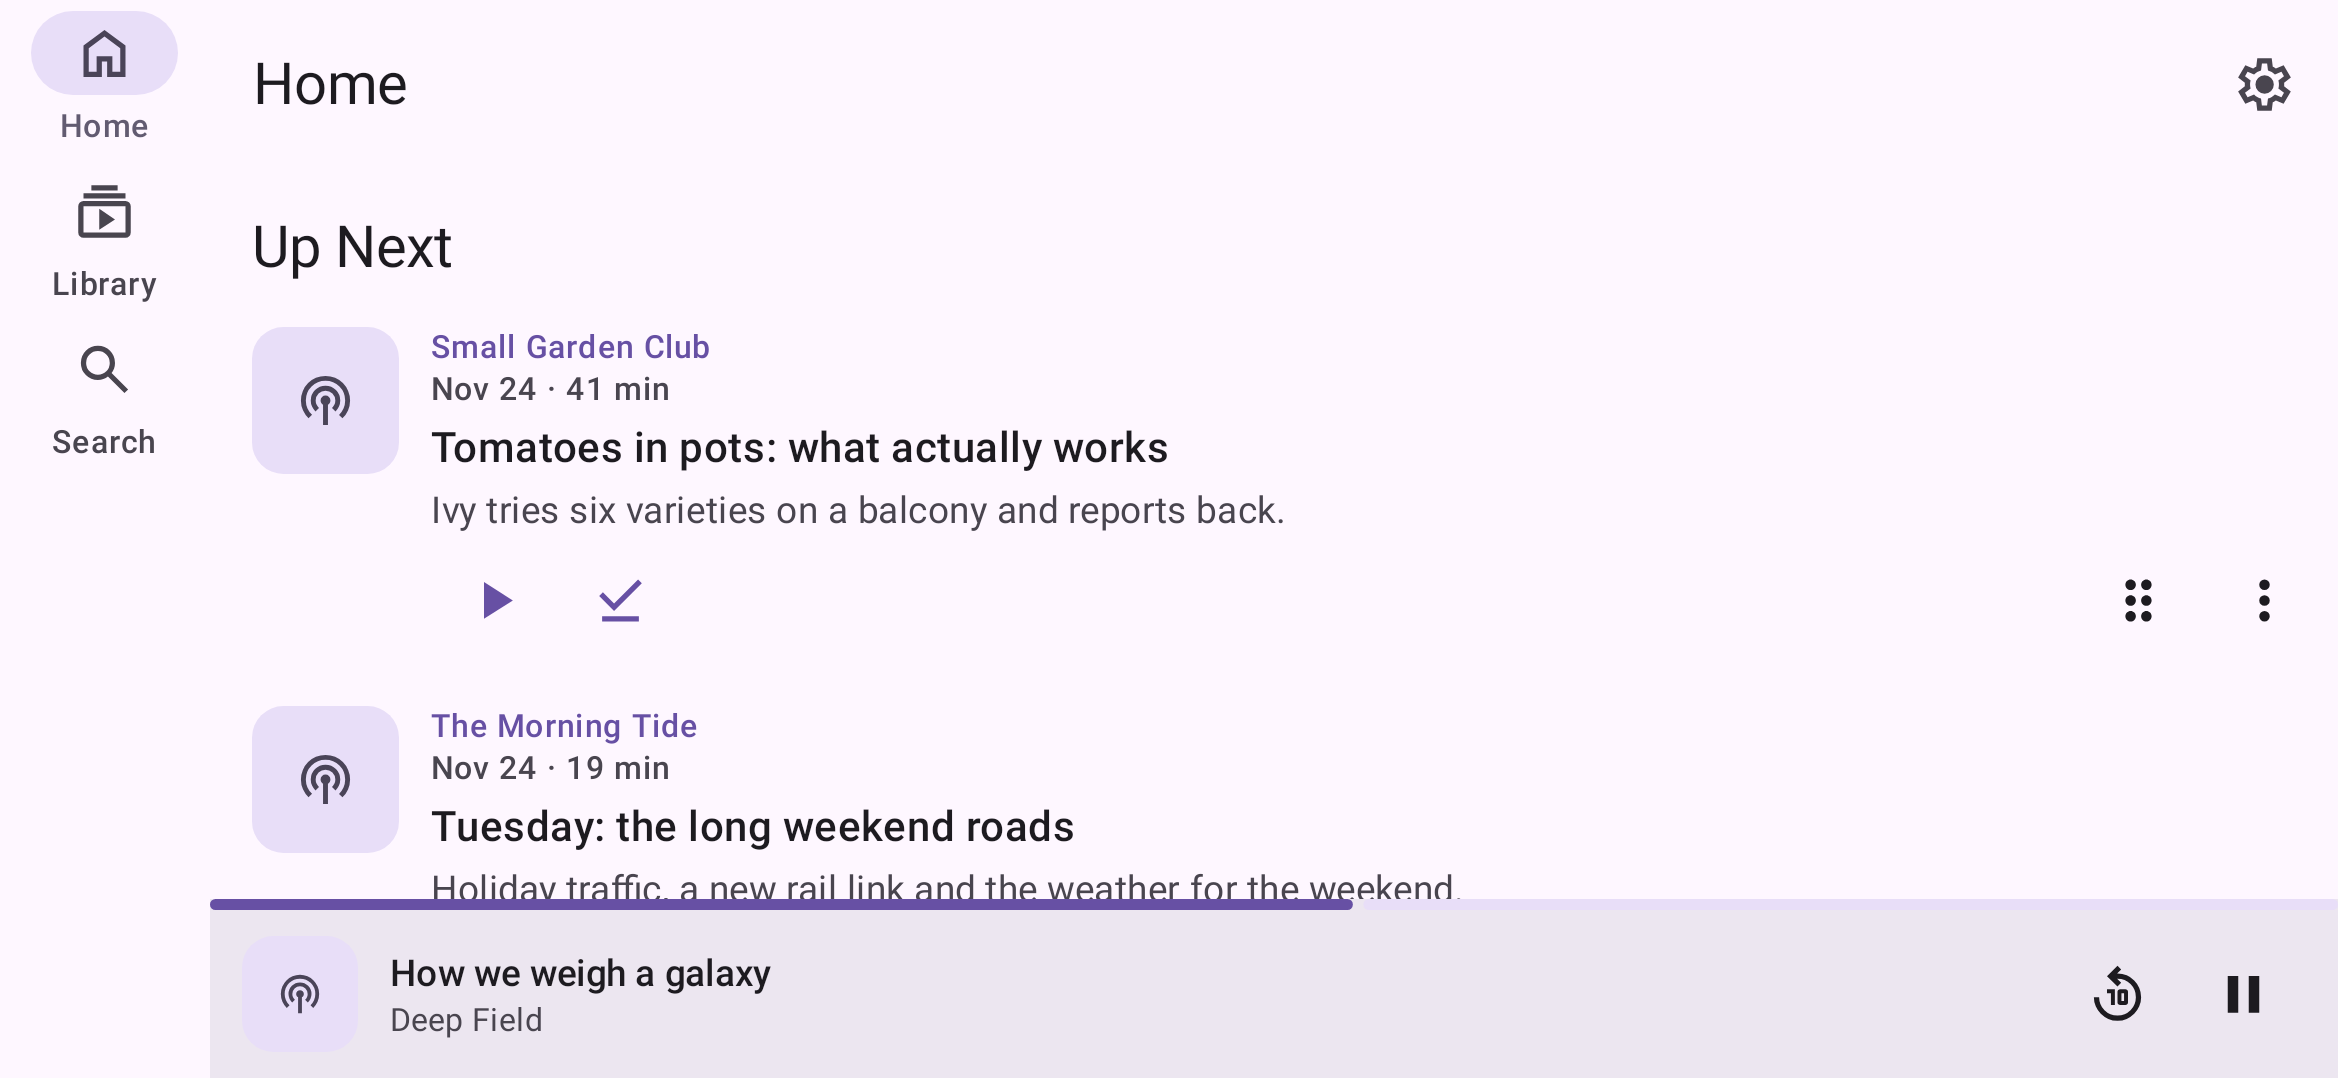 Home
Library
Search
Home
Up Next
Small Garden Club
Nov 24 · 41 min
Tomatoes in pots: what actually works
Ivy tries six varieties on a balcony and reports back.
The Morning Tide
Nov 24 · 19 min
Tuesday: the long weekend roads
Holiday traffic, a new rail link and the weather for the weekend.
How we weigh a galaxy
Deep Field
10